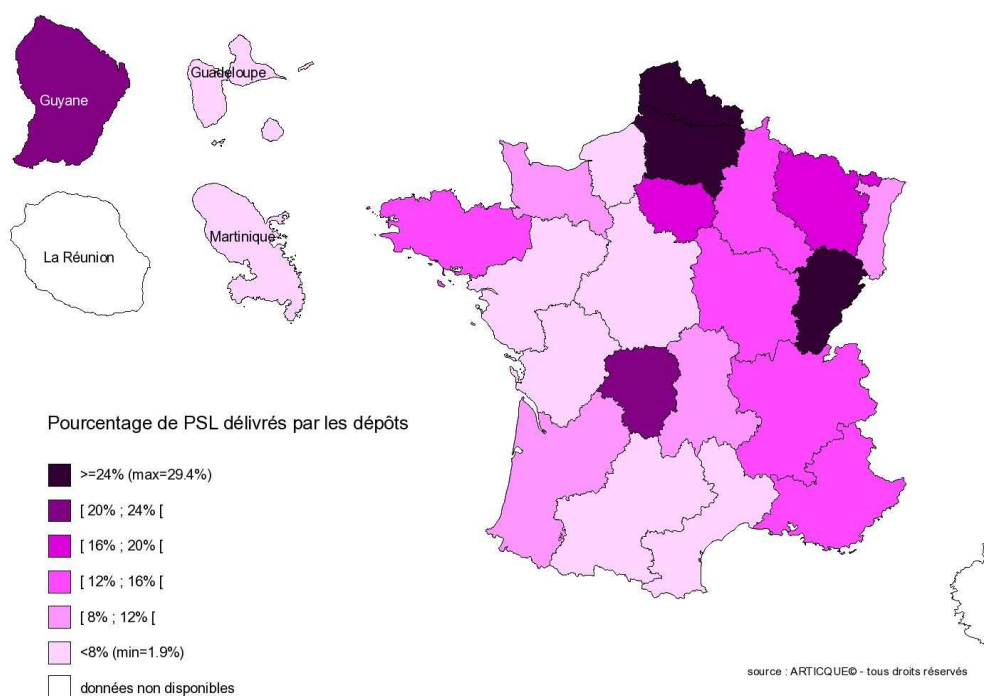 Guyane
Guadeloupe
La Réunion
Martinique
Pourcentage de PSL délivrés par les dépôts
>=24% (max=29.4%)
[ 20% ; 24% [
[ 16% ; 20% [
[ 12% ; 16% [
[ 8% ; 12% [
<8% (min=1.9%)
données non disponibles
source : ARTICQUE© - tous droits réservés